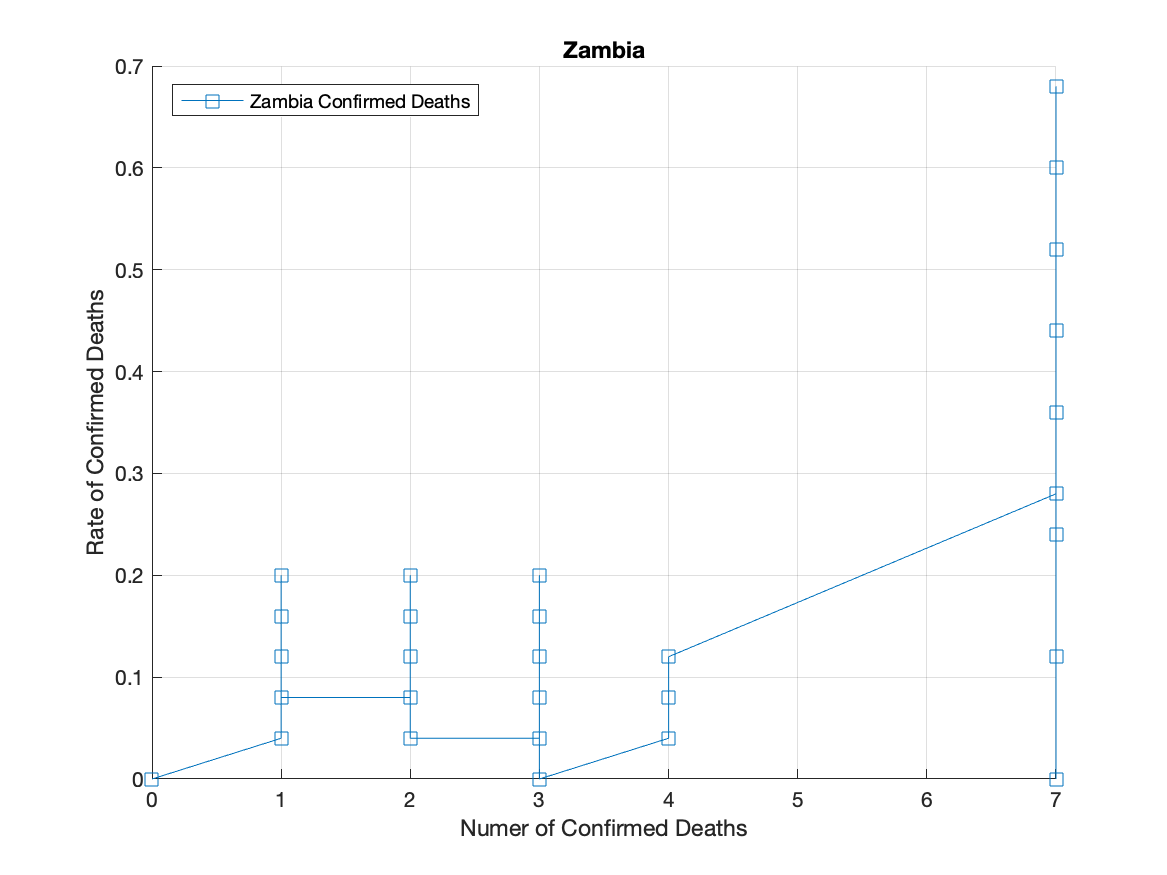 Zambia
Zambia Confirmed Deaths
0.7
0.6
0.5
0.4
0.3
0.2
0.1
0
Rate of Confirmed Deaths
0 1 2 3 4 5 6 7
Numer of Confirmed Deaths